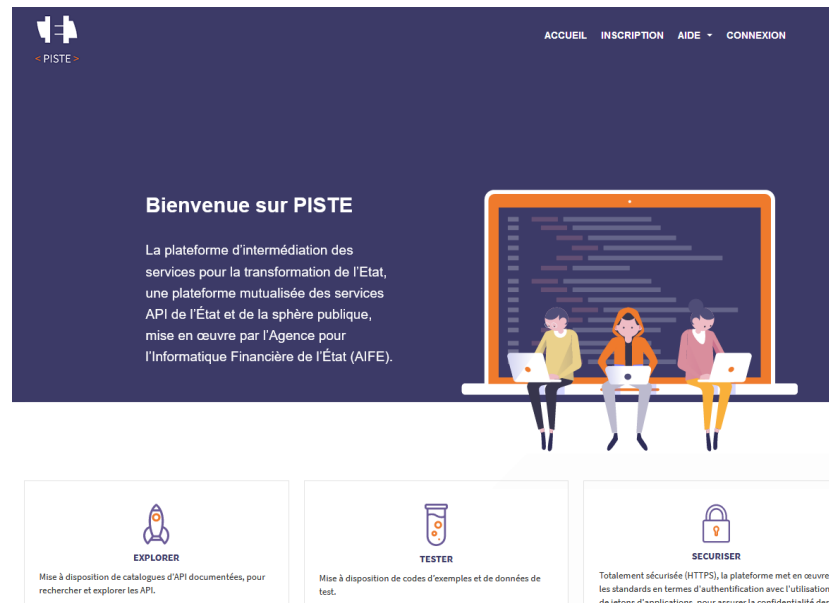 < PISTE >
ACCUEIL INSCRIPTION AIDE CONNEXION
Bienvenue sur PISTE
La plateforme d'intermédiation des
services pour la transformation de l'Etat,
une plateforme mutualisée des services
API de l'État et de la sphère publique,
mise en œuvre par l'Agence pour
l'Informatique Financière de l'État (AIFE).
EXPLORER
Mise à disposition de catalogues d'API documentées, pour
rechercher et explorer les API.
TESTER
Mise à disposition de codes d'exemples et de données de
test.
SECURISER
Totalement sécurisée (HTTPS), la plateforme met en œuvre
les standards en termes d'authentification avec l'utilisation
de jetons d'applications, pour assurer la confidentialité des